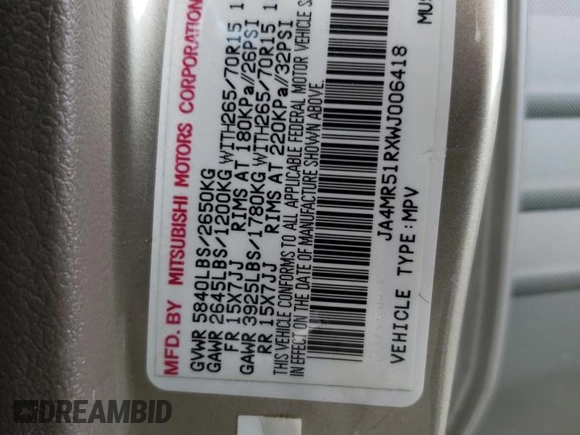 MFD. BY MITSUBISHI MOTORS CORPORATION
GVWR 5840LBS/2650KG
GAWR 2645LBS/1200KG WITH265/70R15
FR 15X7JJ RIMS AT 180KPA//26PSI
GAWR 3925LBS/1780KG WITH265/70R15
RR 15X7JJ RIMS AT 220KPA//32PSI
THIS VEHICLE CONFORMS TO ALL APPLICABLE FEDERAL MOTOR VEHICLE
IN EFFECT ON THE DATE OF MANUFACTURE SHOWN ABOVE.
JA4MR51RXWJ006418
VEHICLE TYPE:MPV
DREAMBID